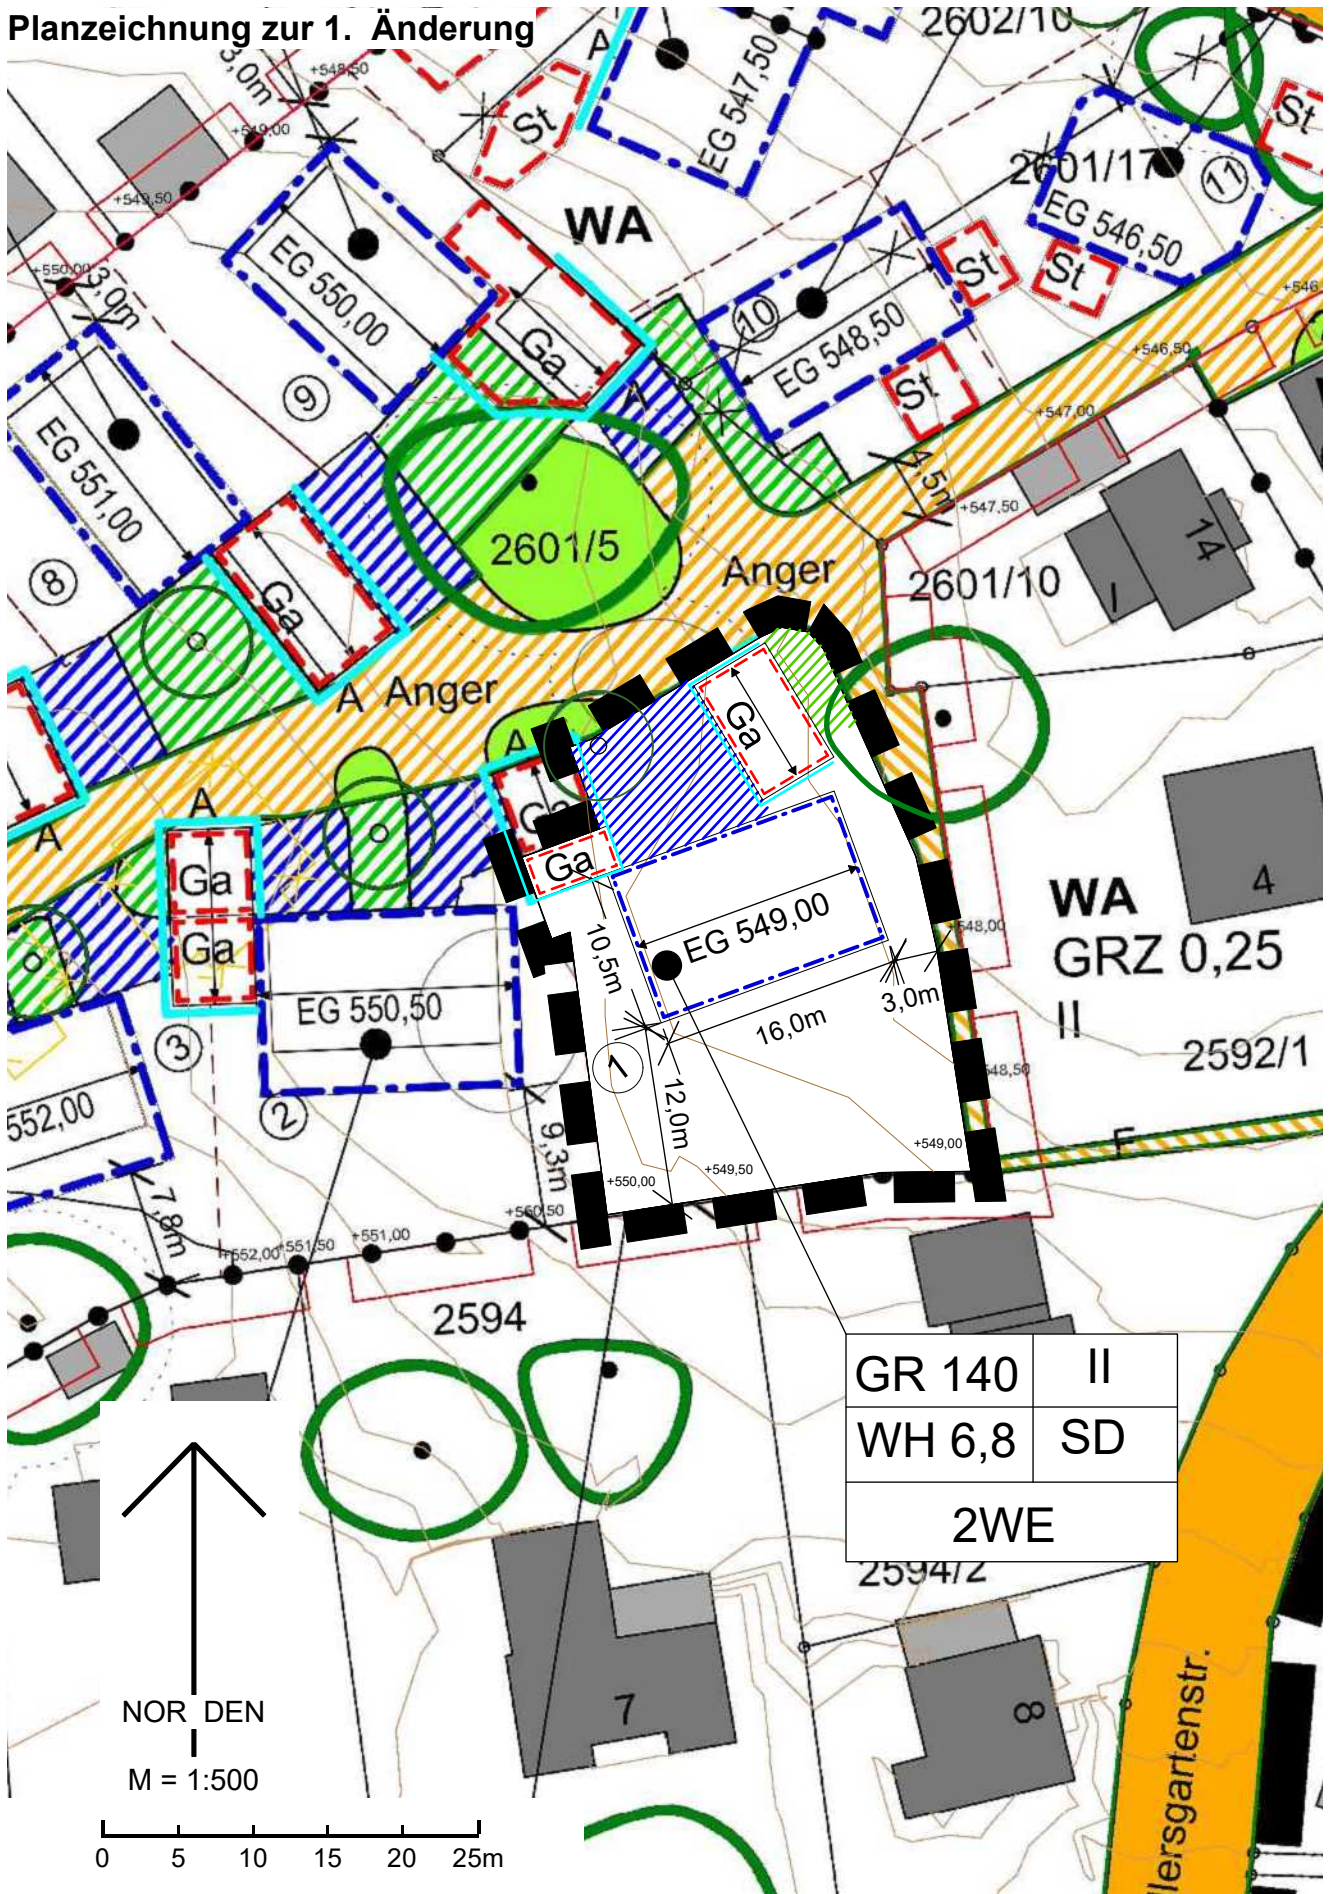 Planzeichnung zur 1. Änderung
2602/10
3,0m
+548,50
A
EG 547,50
St
St
+549,00
2601/17
11
+549,50
WA
EG 546,50
EG 550,00
St
St
+550,00
3,0m
+546
Ga
10
EG 548,50
+546,50
A
St
9
+547,00
EG 551,00
4,5m
+547,50
14
2601/5
Anger
I
8
2601/10
Ga
A Anger
Ga
A
A
Ga
A
Ga
Ga
4
WA
Ga
EG 549,00
+548,00
GRZ 0,25
10,5m
3,0m
EG 550,50
16,0m
II
3
1
2592/1
+548,50
552,00
2
12,0m
9,3m
+549,00
F
+549,50
+550,00
7,8m
+550,50
+551,00
+551,50
+552,00
2594
GR 140
II
WH 6,8
SD
2WE
2594/2
7
8
NOR DEN
M = 1:500
0 5 10 15 20 25m
llersgartenstr.